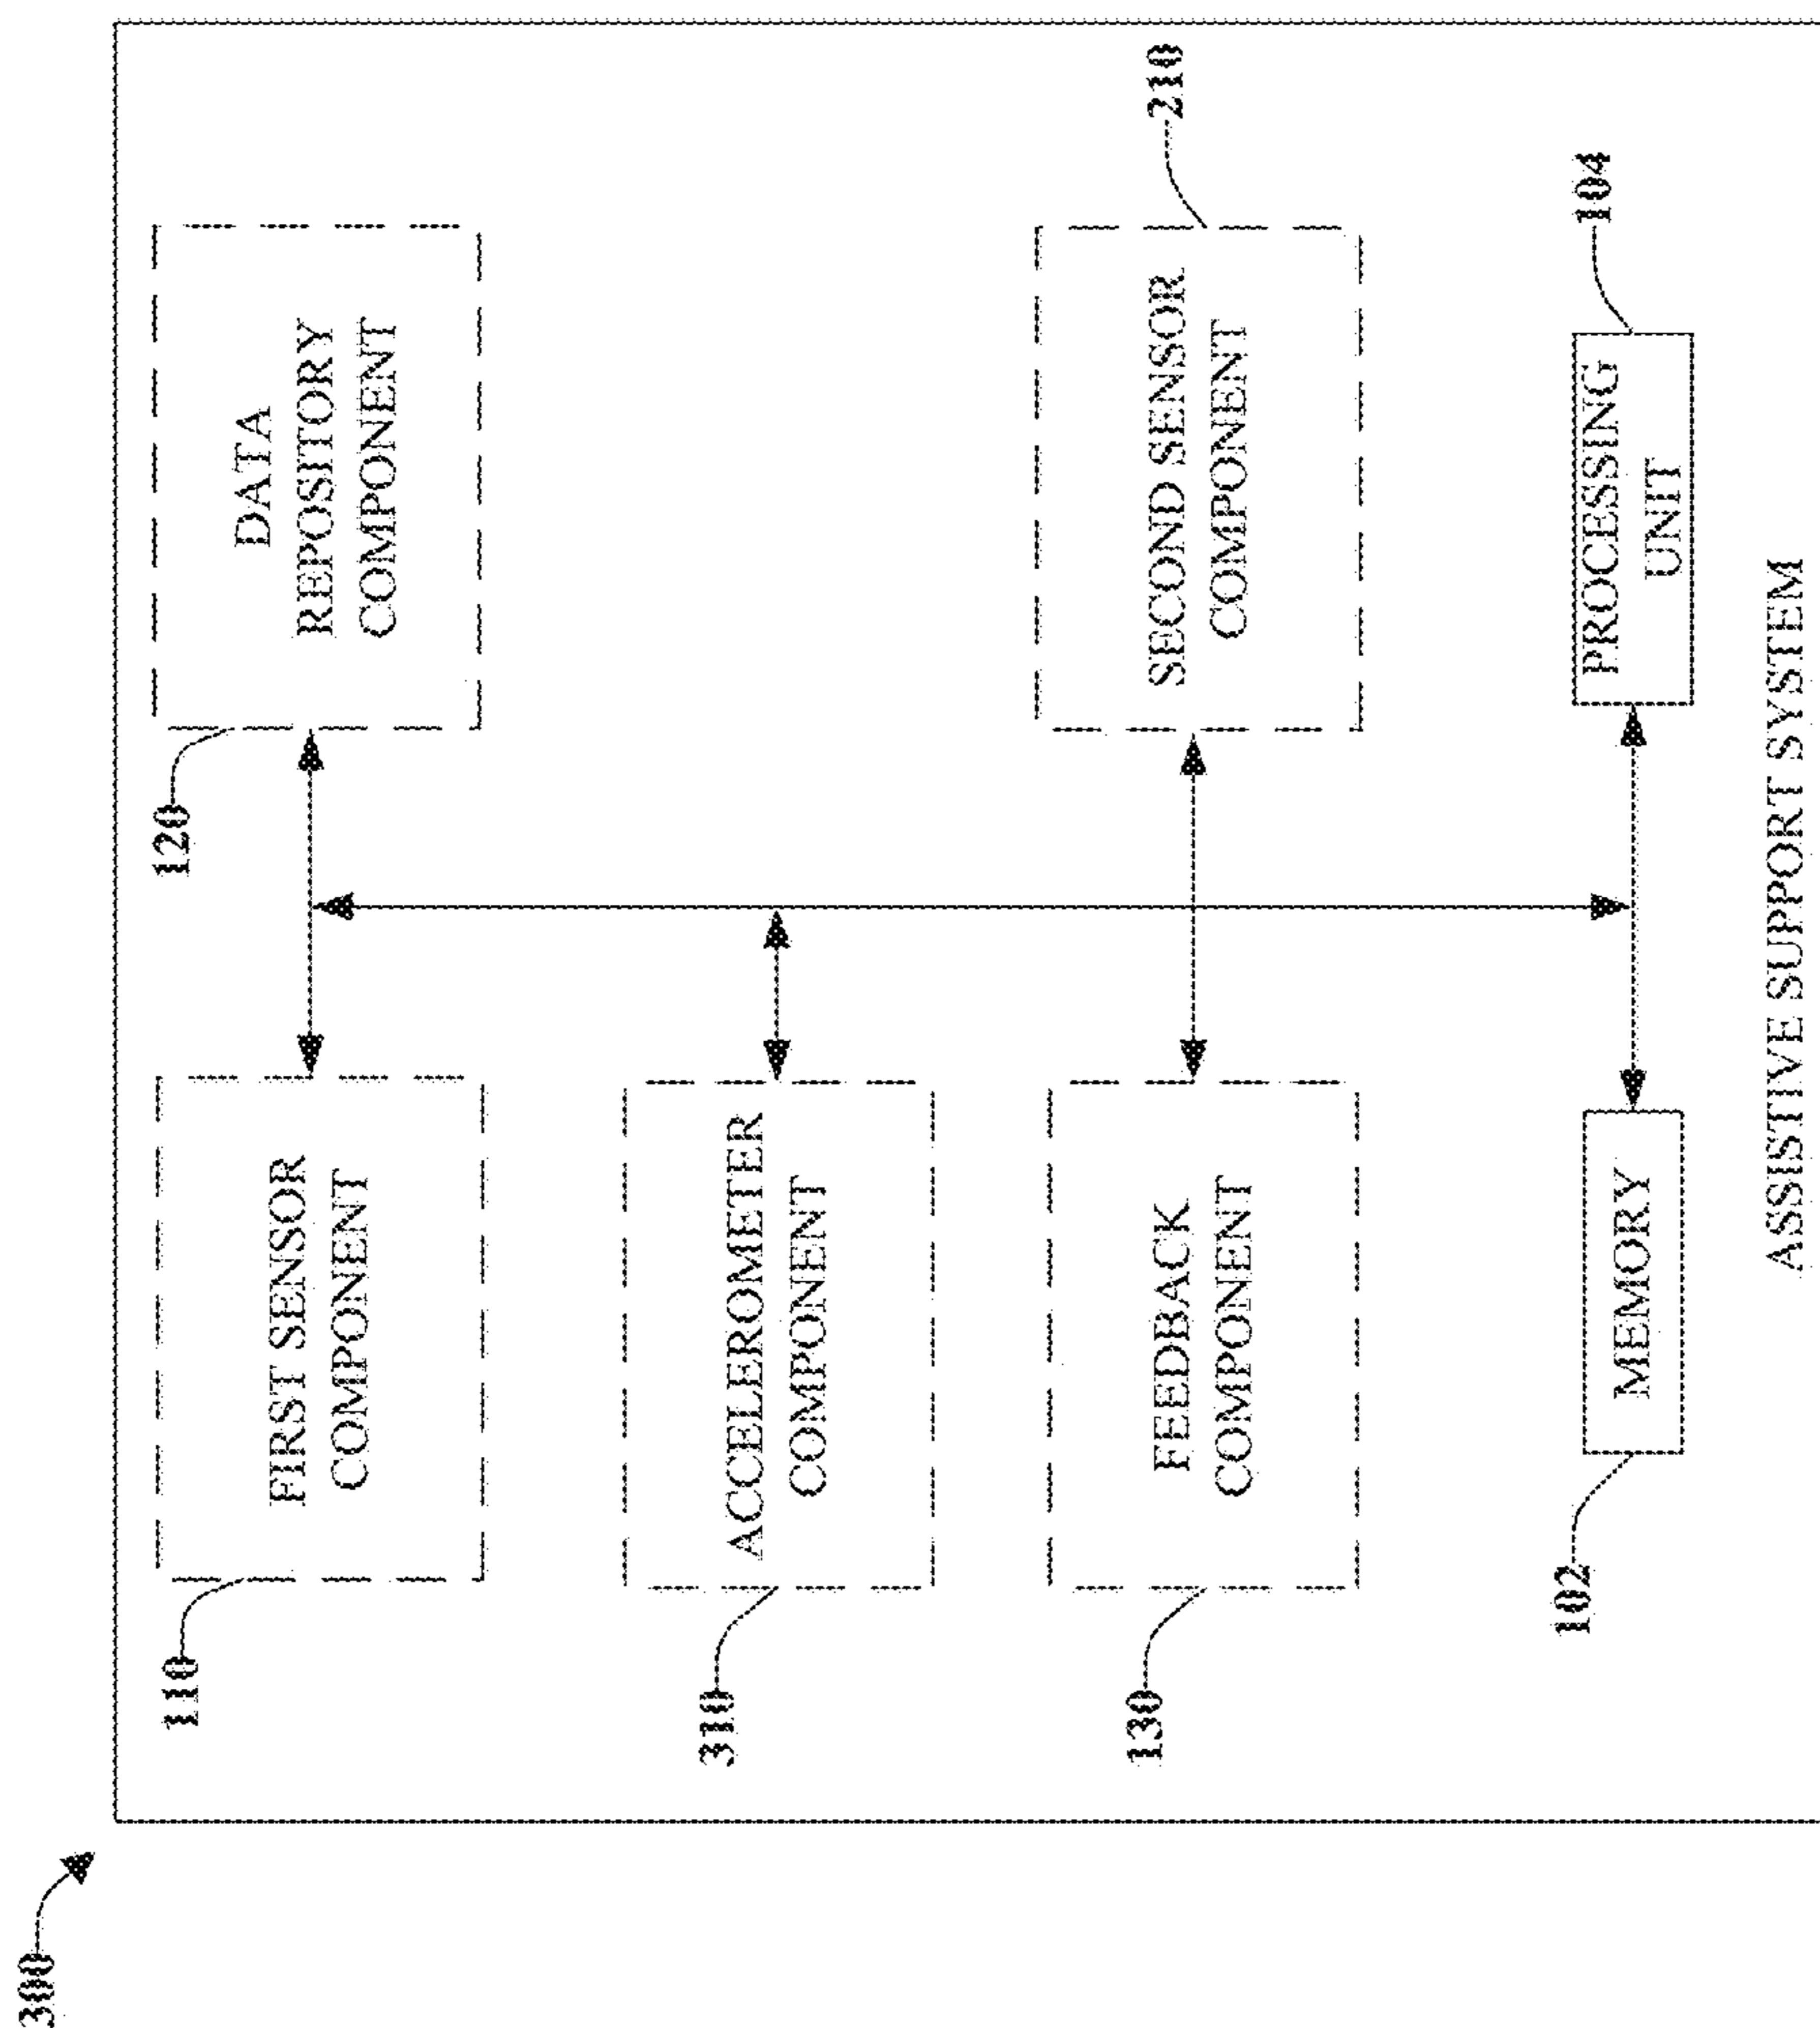 300
110
FIRST SENSOR
COMPONENT
120
DATA
REPOSITORY
COMPONENT
310
ACCELEROMETER
COMPONENT
130
FEEDBACK
COMPONENT
SECOND SENSOR
COMPONENT
210
102
MEMORY
PROCESSING
UNIT
104
ASSISTIVE SUPPORT SYSTEM